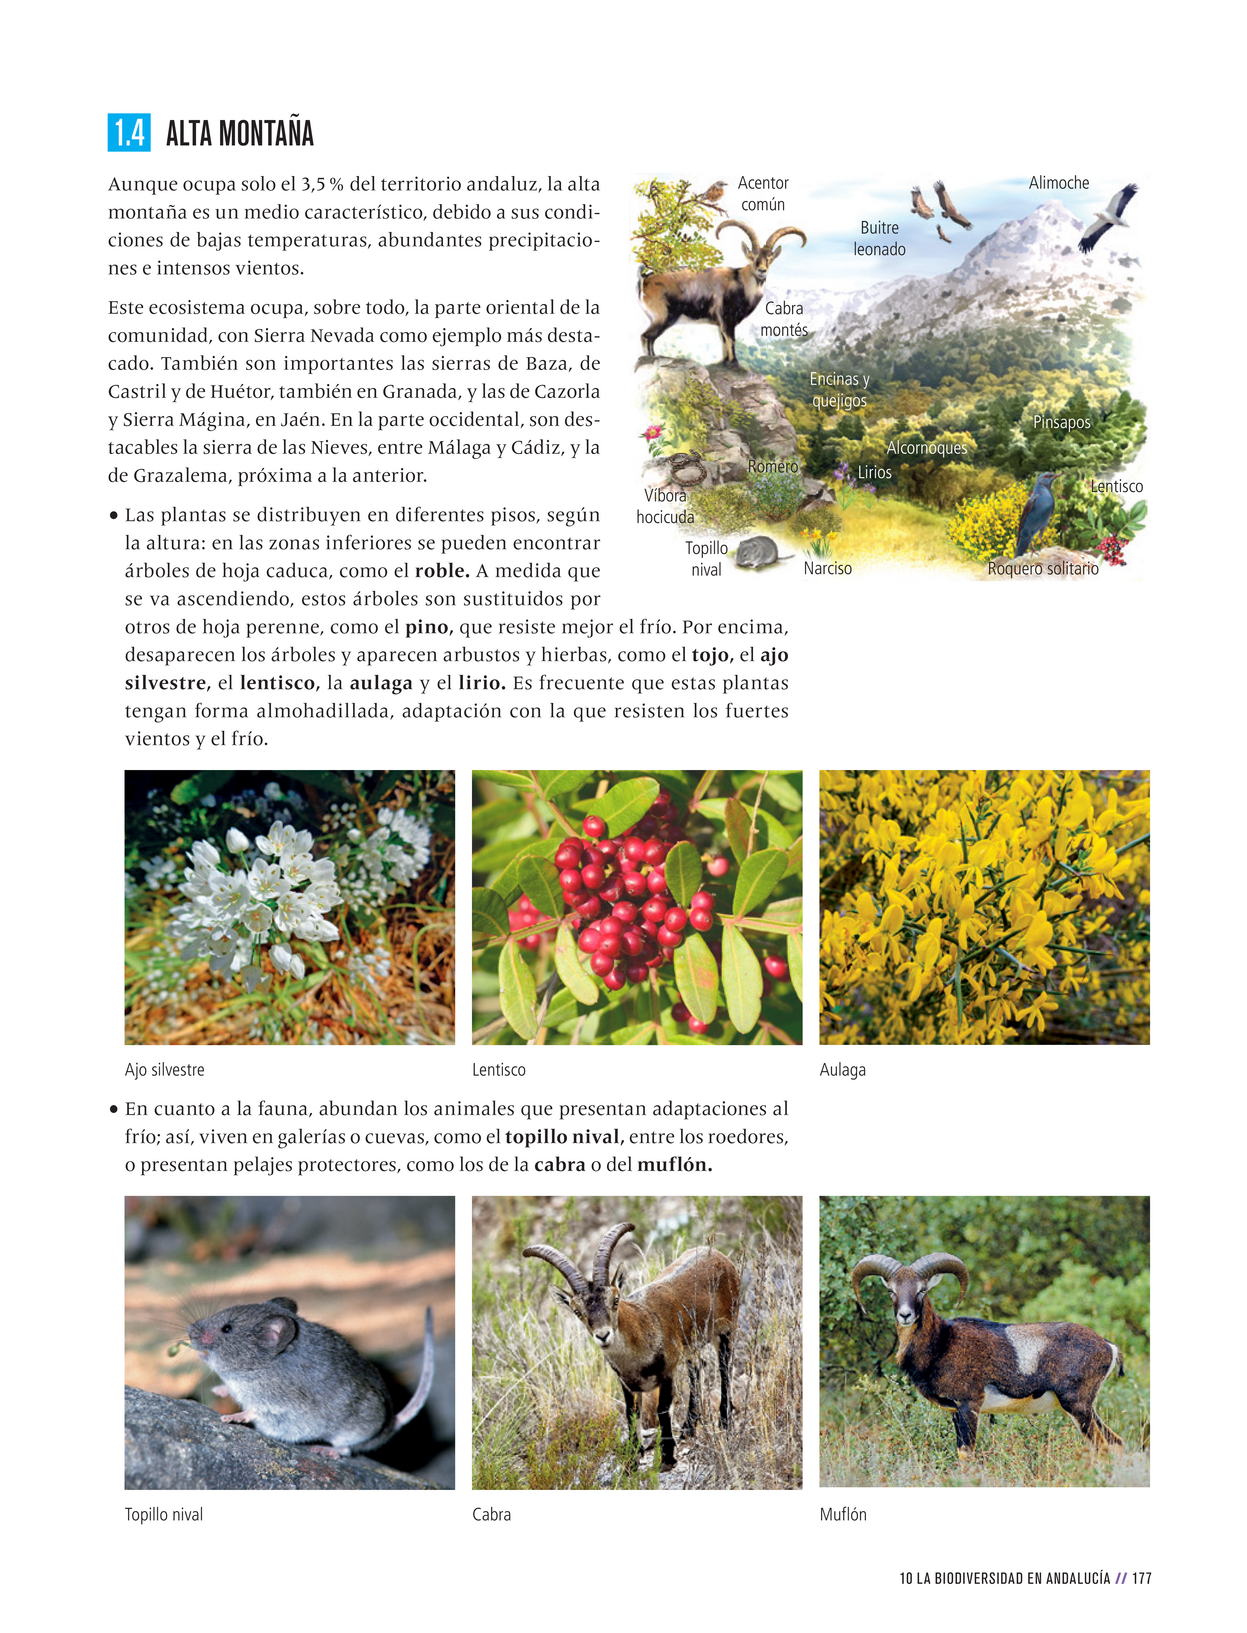 1.4 ALTA MONTAÑA
Aunque ocupa solo el 3,5 % del territorio andaluz, la alta
montaña es un medio característico, debido a sus condi-
ciones de bajas temperaturas, abundantes precipitacio-
nes e intensos vientos.
Este ecosistema ocupa, sobre todo, la parte oriental de la
comunidad, con Sierra Nevada como ejemplo más desta-
cado. También son importantes las sierras de Baza, de
Castril y de Huétor, también en Granada, y las de Cazorla
y Sierra Mágina, en Jaén. En la parte occidental, son des-
tacables la sierra de las Nieves, entre Málaga y Cádiz, y la
de Grazalema, próxima a la anterior.
Acentor
común
Buitre
leonado
Alimoche
Cabra
montés
Encinas y
quejigos
Pinsapos
Alcornoques
Romero
Lirios
Lentisco
Víbora
hocicuda
Topillo
nival
Narciso
Roquero solitario
• Las plantas se distribuyen en diferentes pisos, según
la altura: en las zonas inferiores se pueden encontrar
árboles de hoja caduca, como el roble. A medida que
se va ascendiendo, estos árboles son sustituidos por
otros de hoja perenne, como el pino, que resiste mejor el frío. Por encima,
desaparecen los árboles y aparecen arbustos y hierbas, como el tojo, el ajo
silvestre, el lentisco, la aulaga y el lirio. Es frecuente que estas plantas
tengan forma almohadillada, adaptación con la que resisten los fuertes
vientos y el frío.
Ajo silvestre
Lentisco
Aulaga
• En cuanto a la fauna, abundan los animales que presentan adaptaciones al
frío; así, viven en galerías o cuevas, como el topillo nival, entre los roedores,
o presentan pelajes protectores, como los de la cabra o del muflón.
Topillo nival
Cabra
Muflón
10 LA BIODIVERSIDAD EN ANDALUCÍA // 177